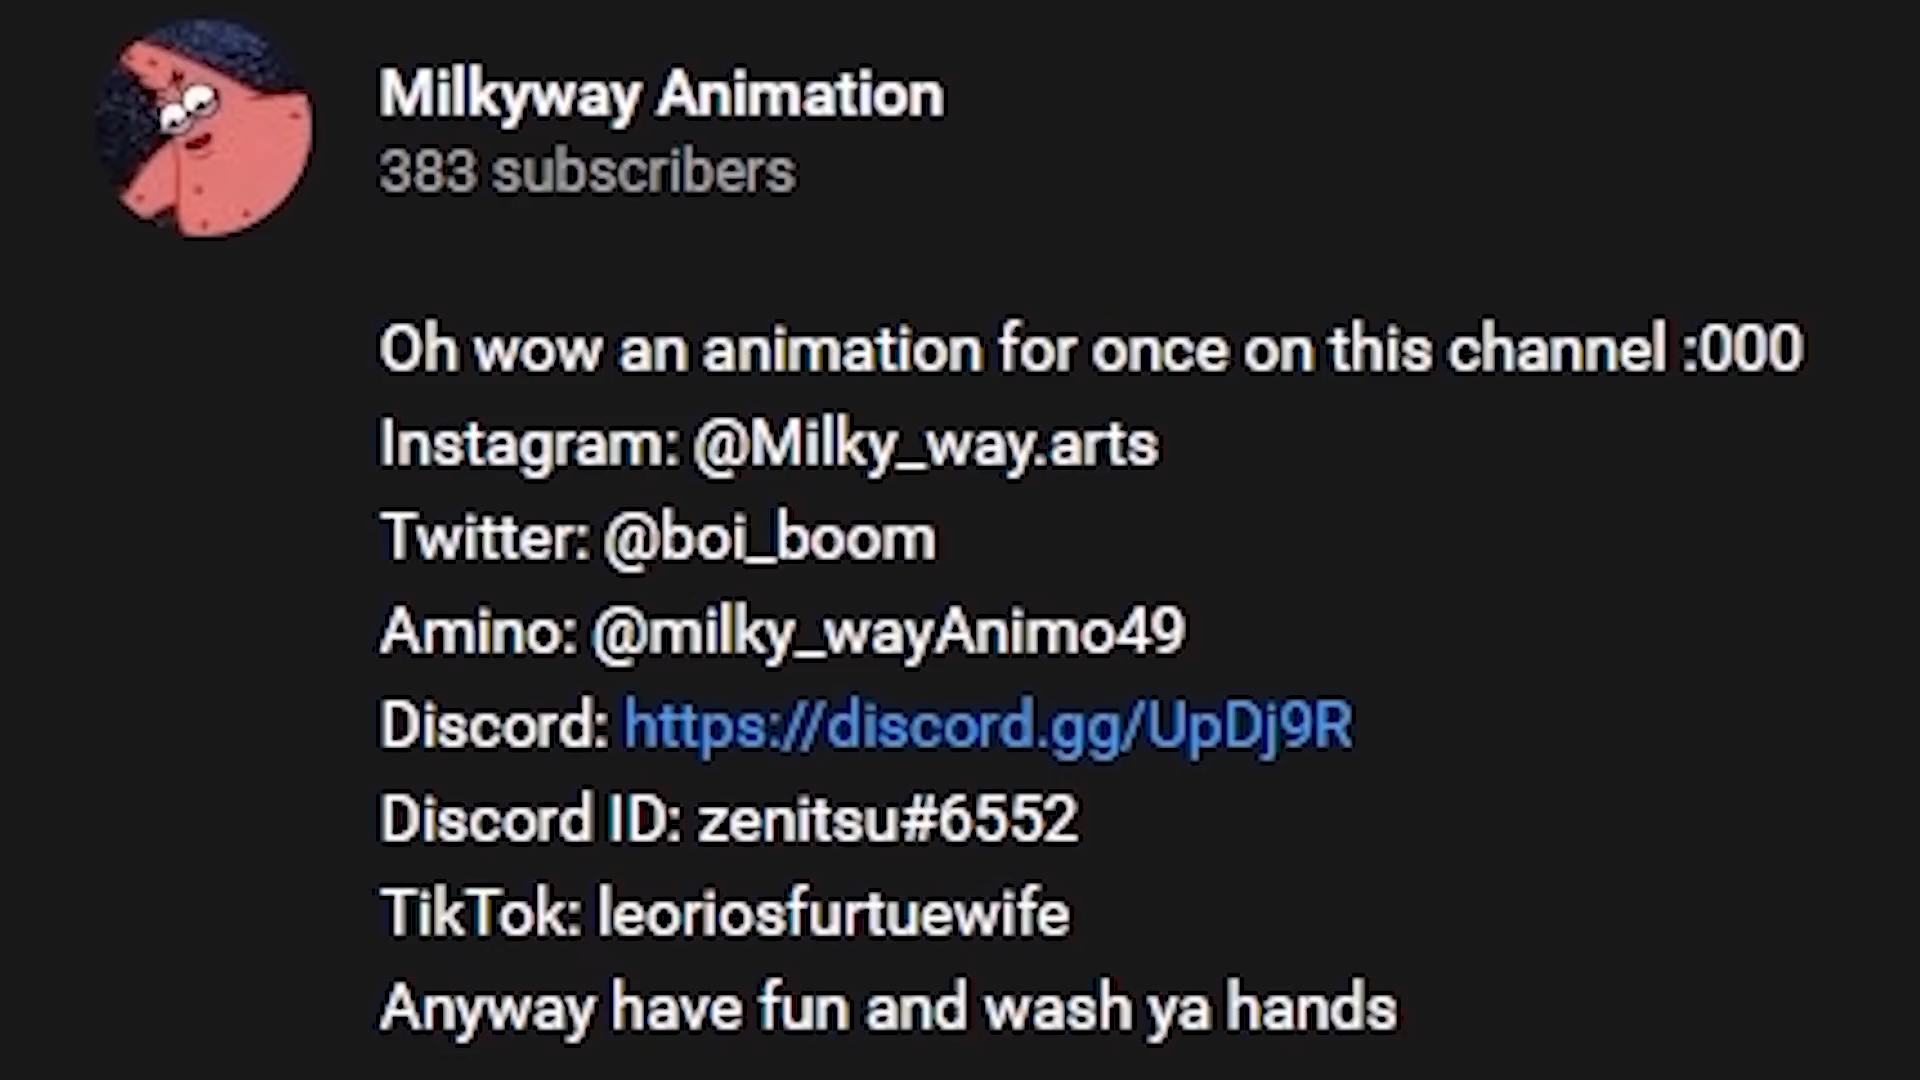 Milkyway Animation
383 subscribers
Oh wow an animation for once on this channel :000
Instagram: @Milky_way.arts
Twitter: @boi_boom
Amino: @milky_wayAnimo49
Discord: https://discord.gg/UpDj9R
Discord ID: zenitsu#6552
TikTok: leoriosfurtuewife
Anyway have fun and wash ya hands